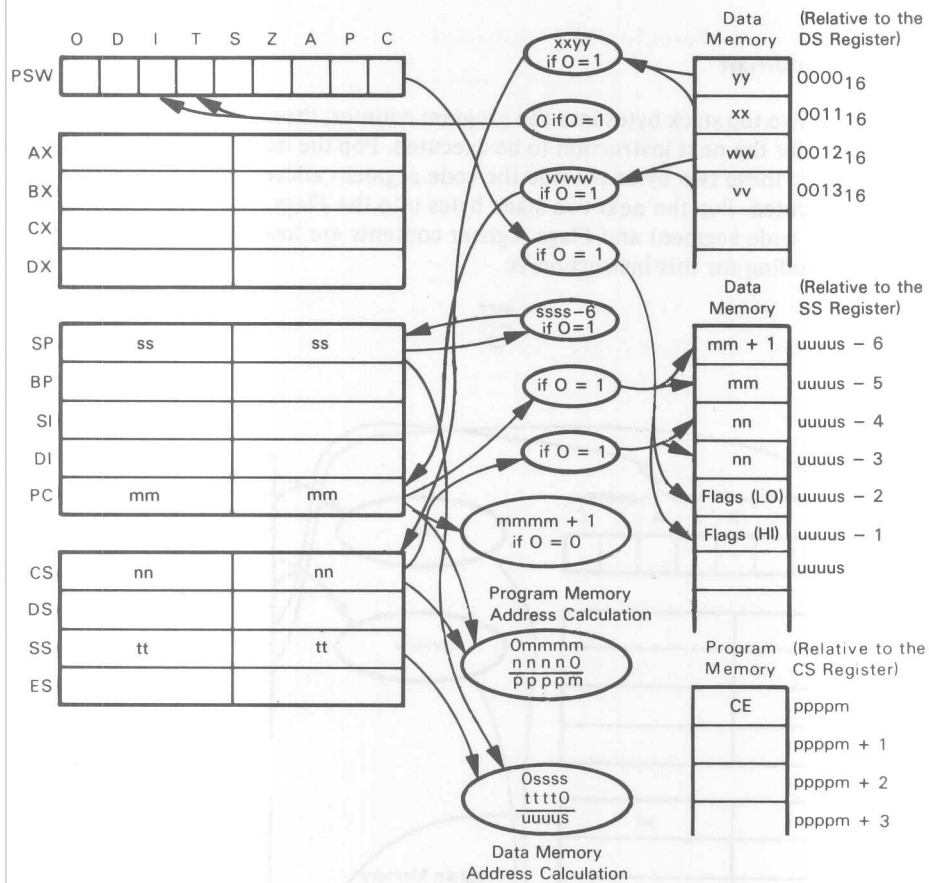 O D I T S Z A P C
PSW
AX
BX
CX
DX
SP ss ss
BP
SI
DI
PC mm mm
CS nn nn
DS
SS tt tt
ES
xxyy
if O=1
0 if O=1
vvww
if O=1
if O = 1
ssss–6
if O=1
if O = 1
if O = 1
mmmm + 1
if O = 0
Program Memory
Address Calculation
0mmmm
nnnn0
ppppm
0ssss
tttt0
uuuus
Data Memory
Address Calculation
Data
Memory
(Relative to the
DS Register)
yy 0000₁₆
xx 0011₁₆
ww 0012₁₆
vv 0013₁₆
Data
Memory
(Relative to the
SS Register)
mm + 1 uuuus – 6
mm uuuus – 5
nn uuuus – 4
nn uuuus – 3
Flags (LO) uuuus – 2
Flags (HI) uuuus – 1
uuuus
Program
Memory
(Relative to the
CS Register)
CE ppppm
ppppm + 1
ppppm + 2
ppppm + 3